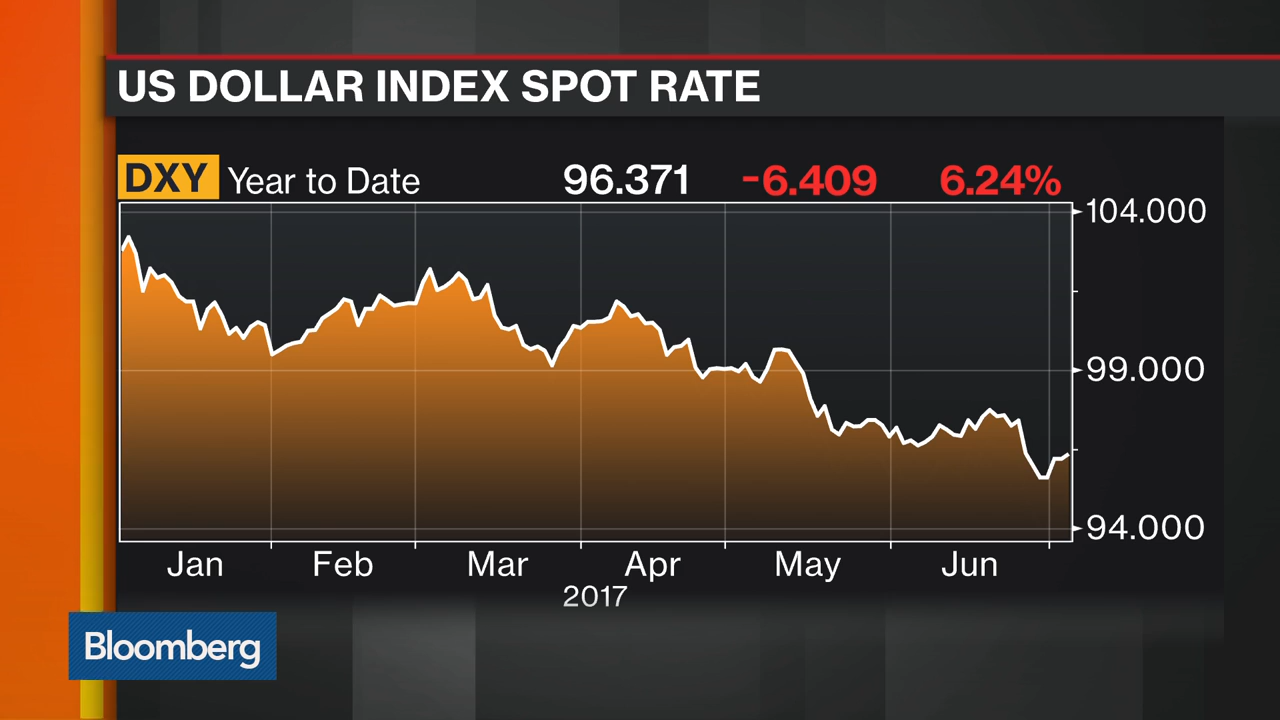 US DOLLAR INDEX SPOT RATE
DXY Year to Date 96.371 -6.409 6.24%
104.000
99.000
94.000
Jan Feb Mar Apr May Jun
2017
Bloomberg